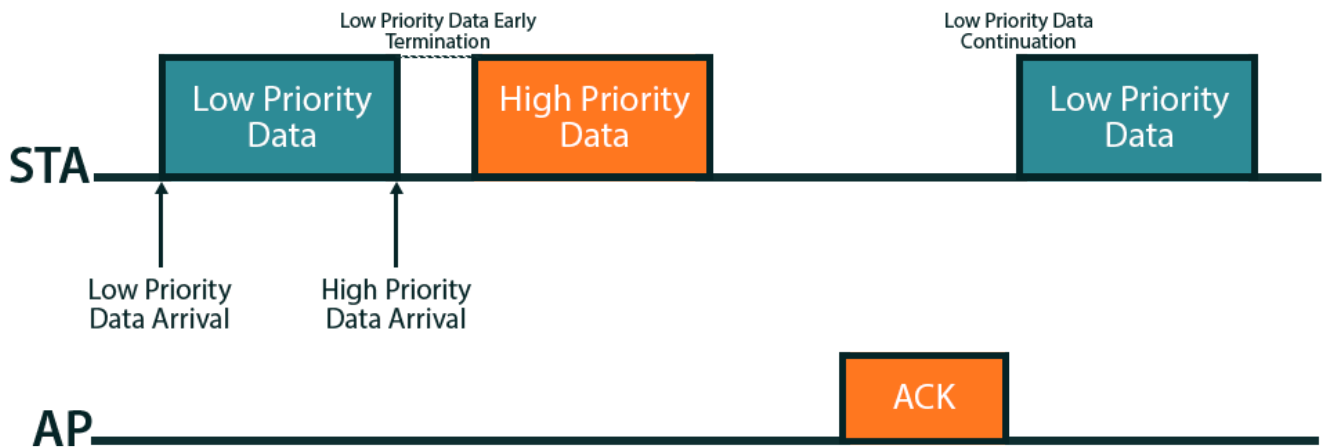 Low Priority Data Early
Termination
Low Priority Data
Continuation
Low Priority
Data
High Priority
Data
Low Priority
Data
STA
Low Priority
Data Arrival
High Priority
Data Arrival
ACK
AP